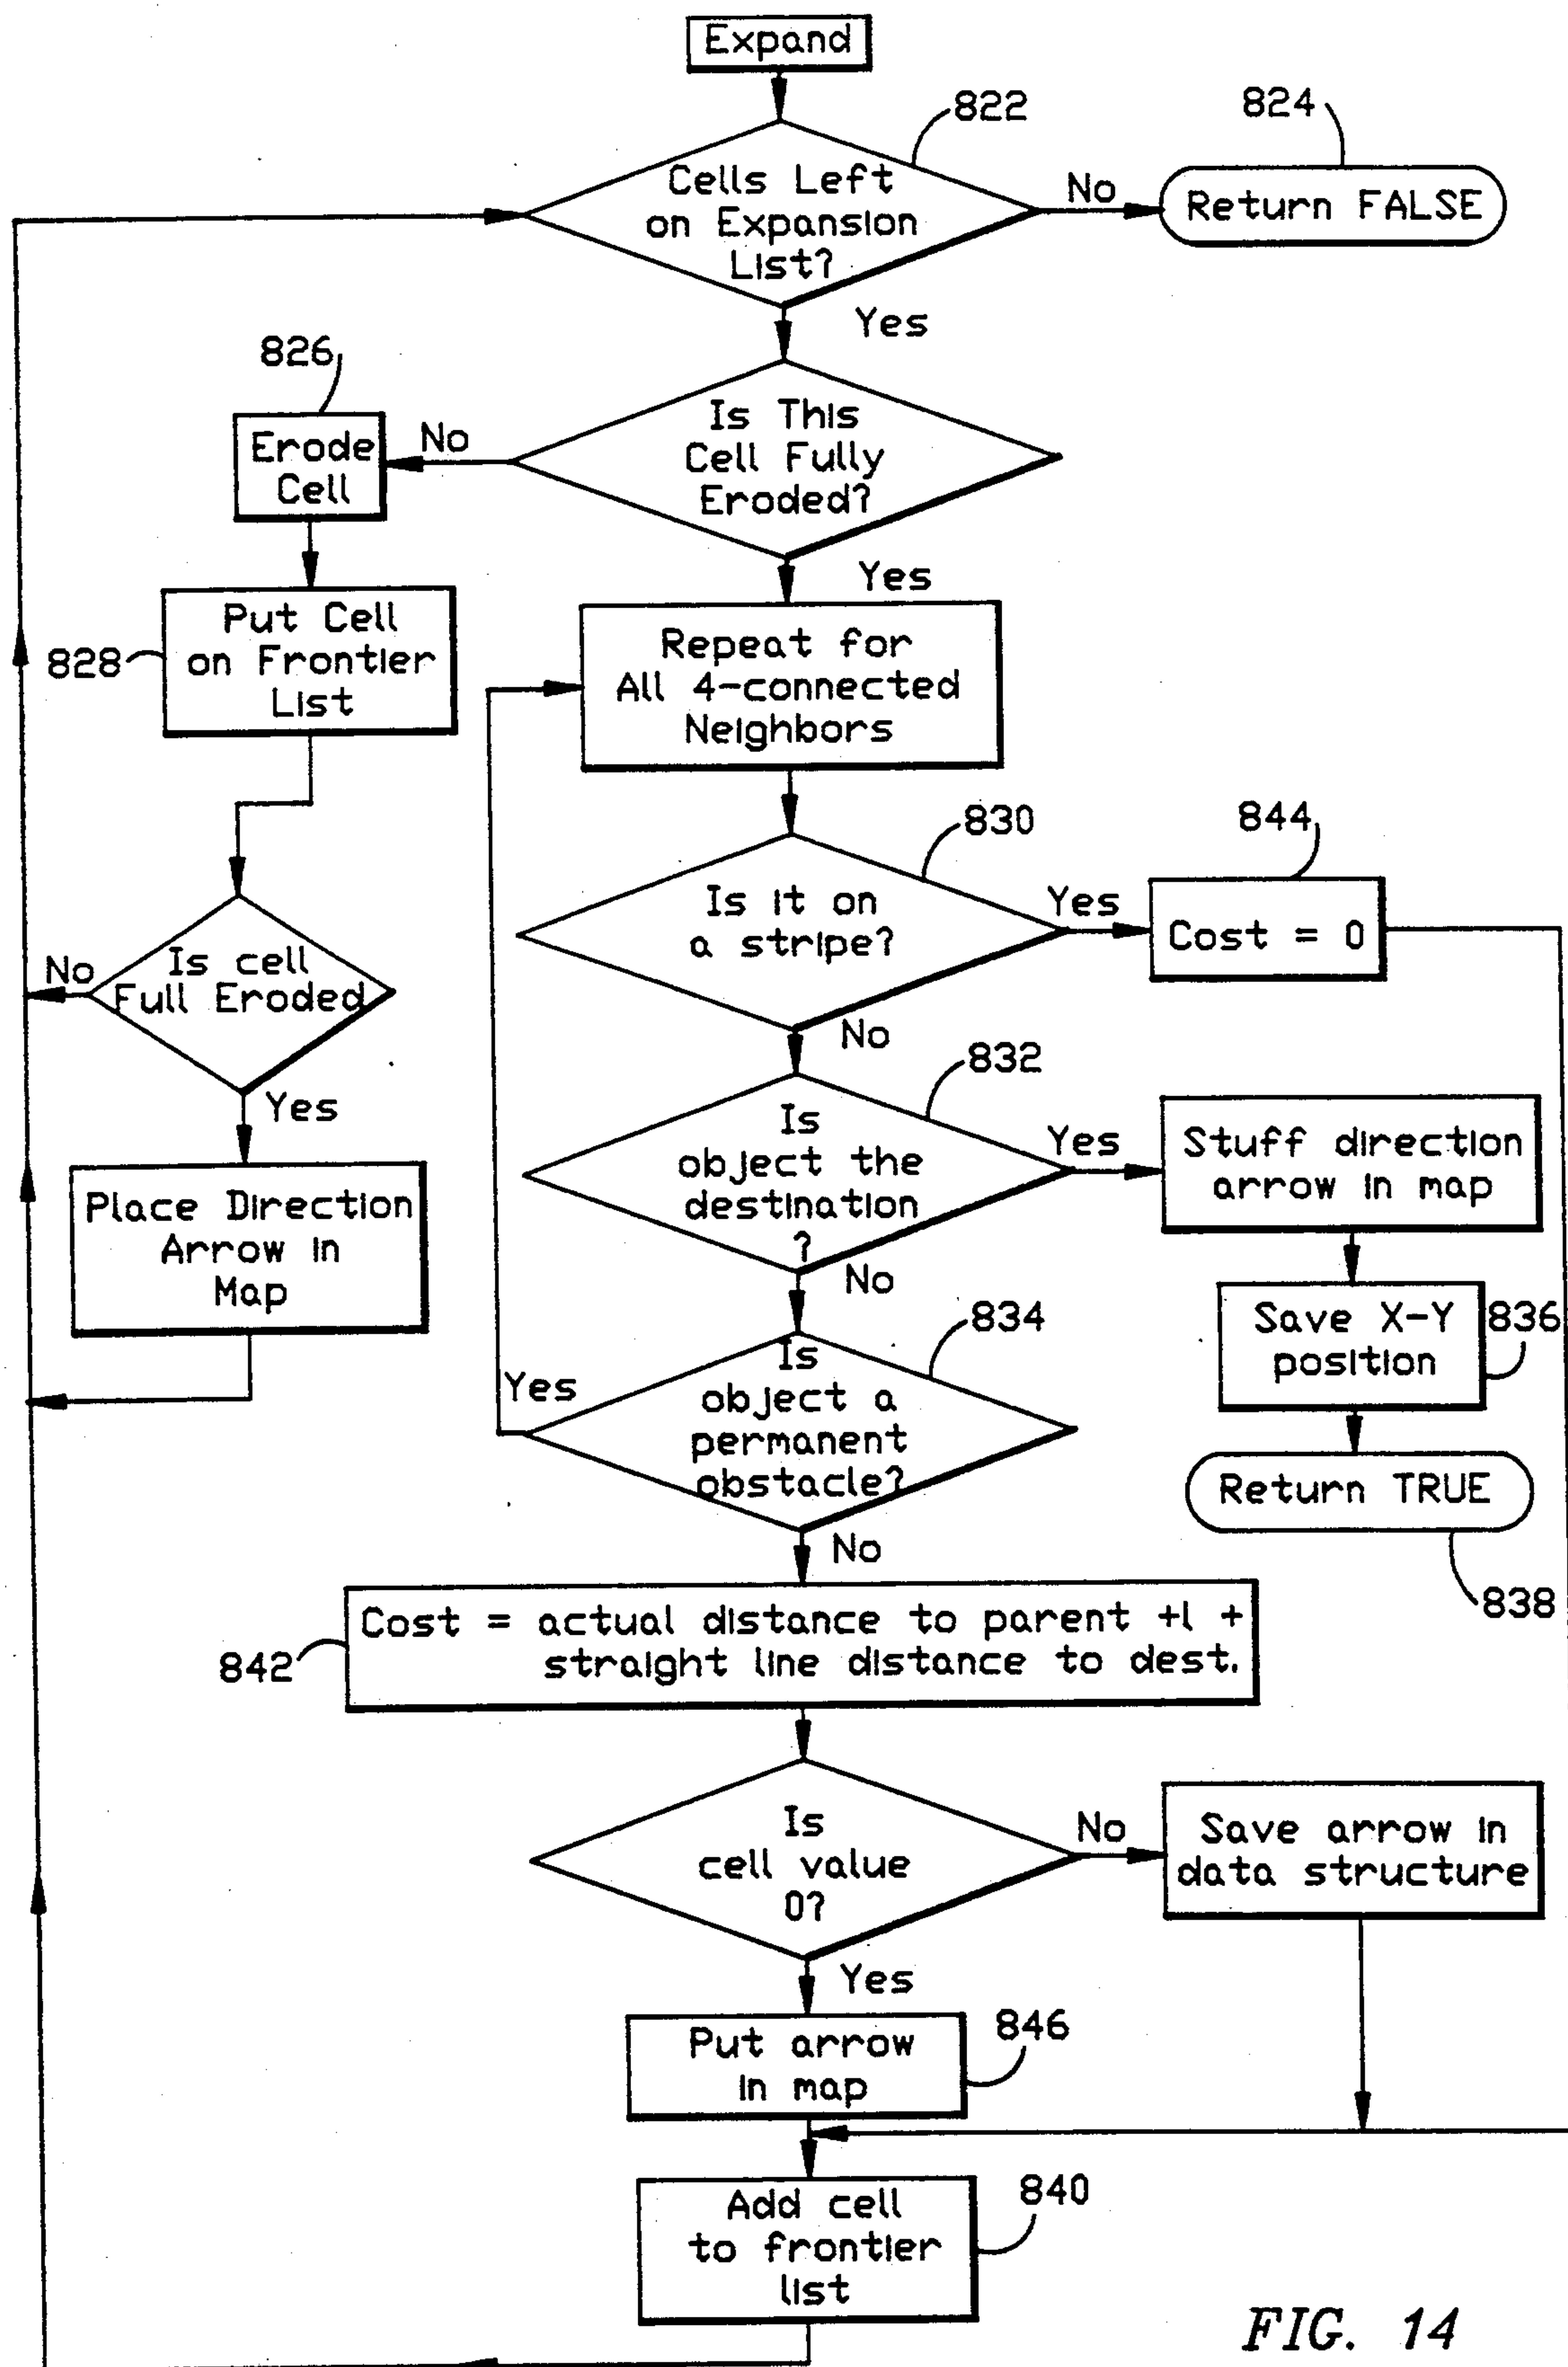 Expand
822
824
Cells Left
on Expansion
List?
No
Return FALSE
Yes
826
Is This
Cell Fully
Eroded?
No
Erode
Cell
Yes
828
Put Cell
on Frontier
List
Repeat for
All 4-connected
Neighbors
830
844
Is it on
a stripe?
Yes
Cost = 0
No
Is cell
Full Eroded
No
832
Yes
Is
object the
destination
?
Yes
Stuff direction
arrow in map
No
Place Direction
Arrow in
Map
834
Save X-Y
position
836
Is
object a
permanent
obstacle?
Yes
Return TRUE
838
No
842
Cost = actual distance to parent +l +
straight line distance to dest.
Is
cell value
0?
No
Save arrow in
data structure
Yes
Put arrow
in map
846
Add cell
to frontier
list
840
FIG. 14